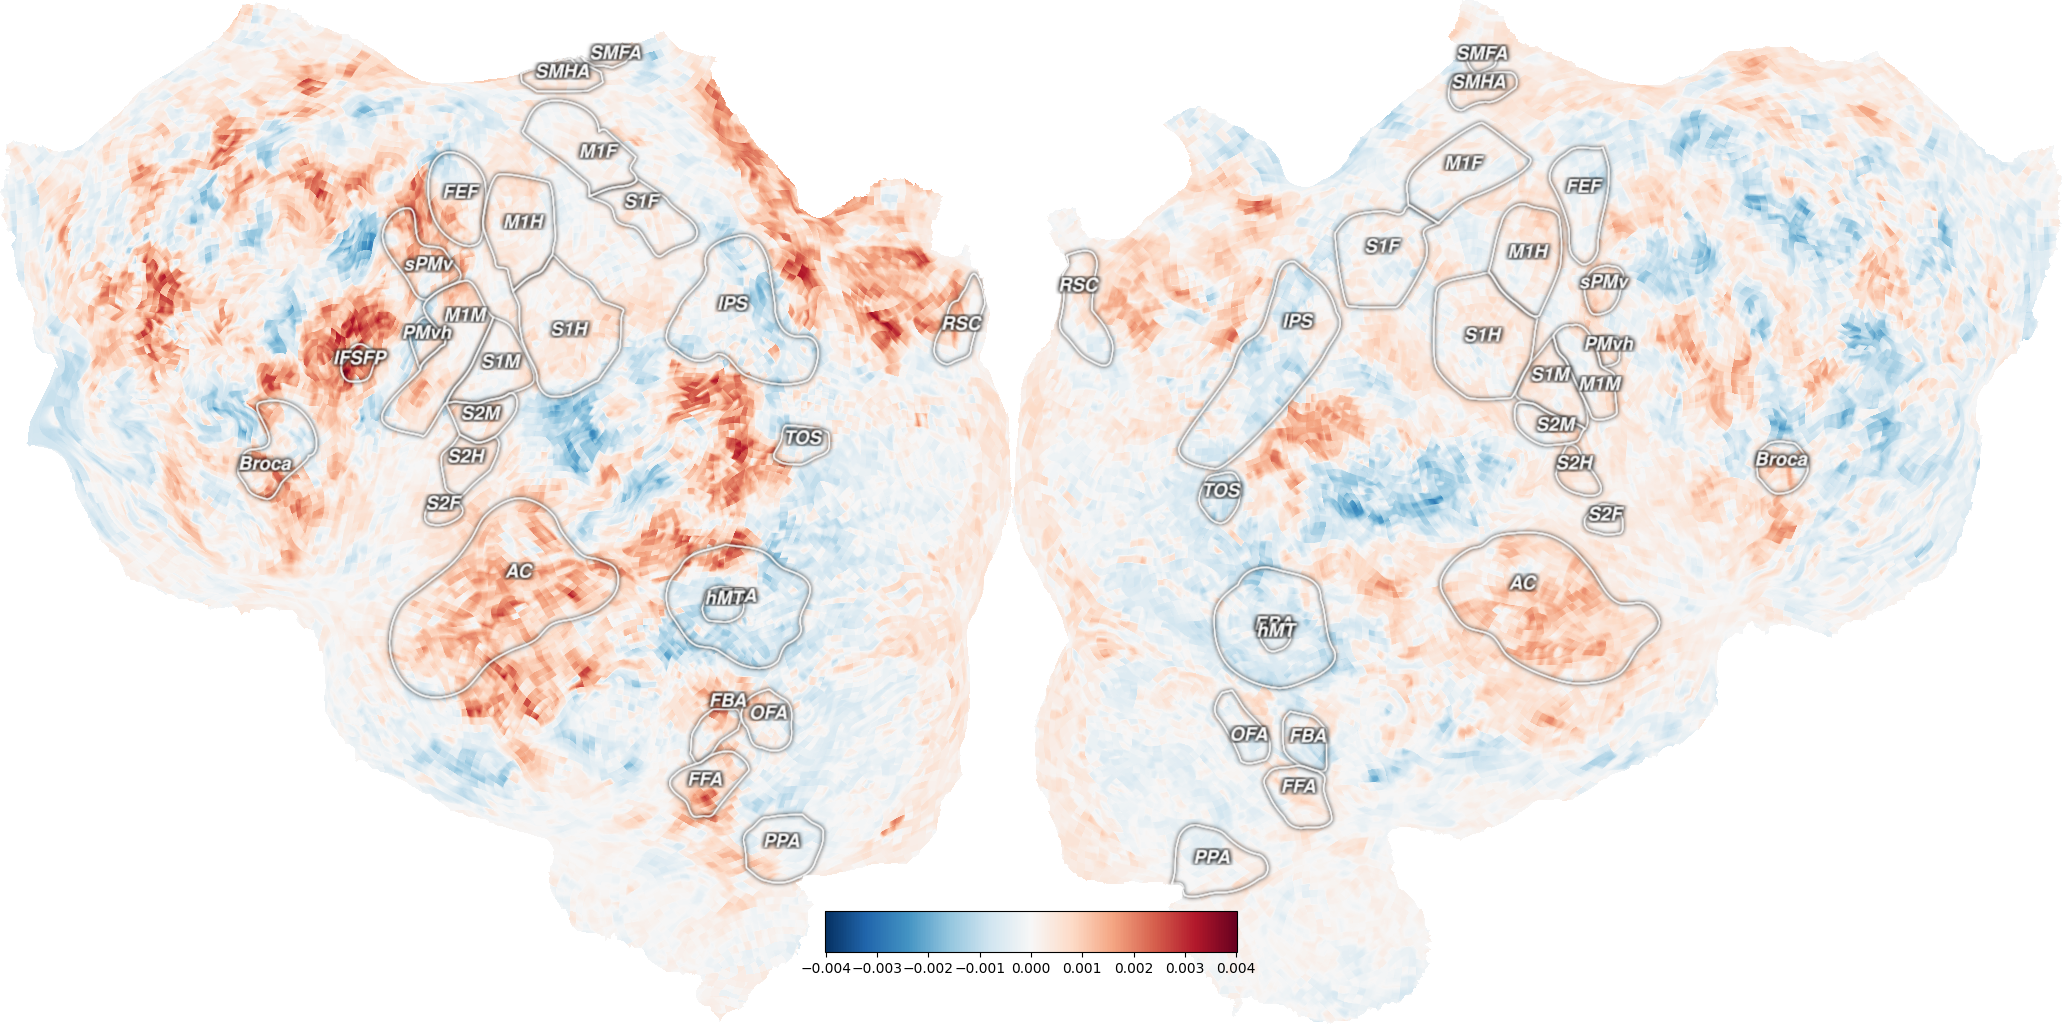 SMFA
SMHA
M1F
FEF
M1H
S1F
sPMv
IPS
M1M
PMvh
S1H
RSC
IFSFP
S1M
S2M
TOS
Broca
S2H
S2F
AC
hMT
FBA
OFA
FFA
PPA
SMFA
SMHA
M1F
FEF
S1F
M1H
RSC
sPMv
IPS
S1H
PMvh
S1M
M1M
S2M
Broca
S2H
TOS
S2F
AC
hMT
OFA
FBA
FFA
PPA
−0.004 −0.003 −0.002 −0.001 0.000 0.001 0.002 0.003 0.004